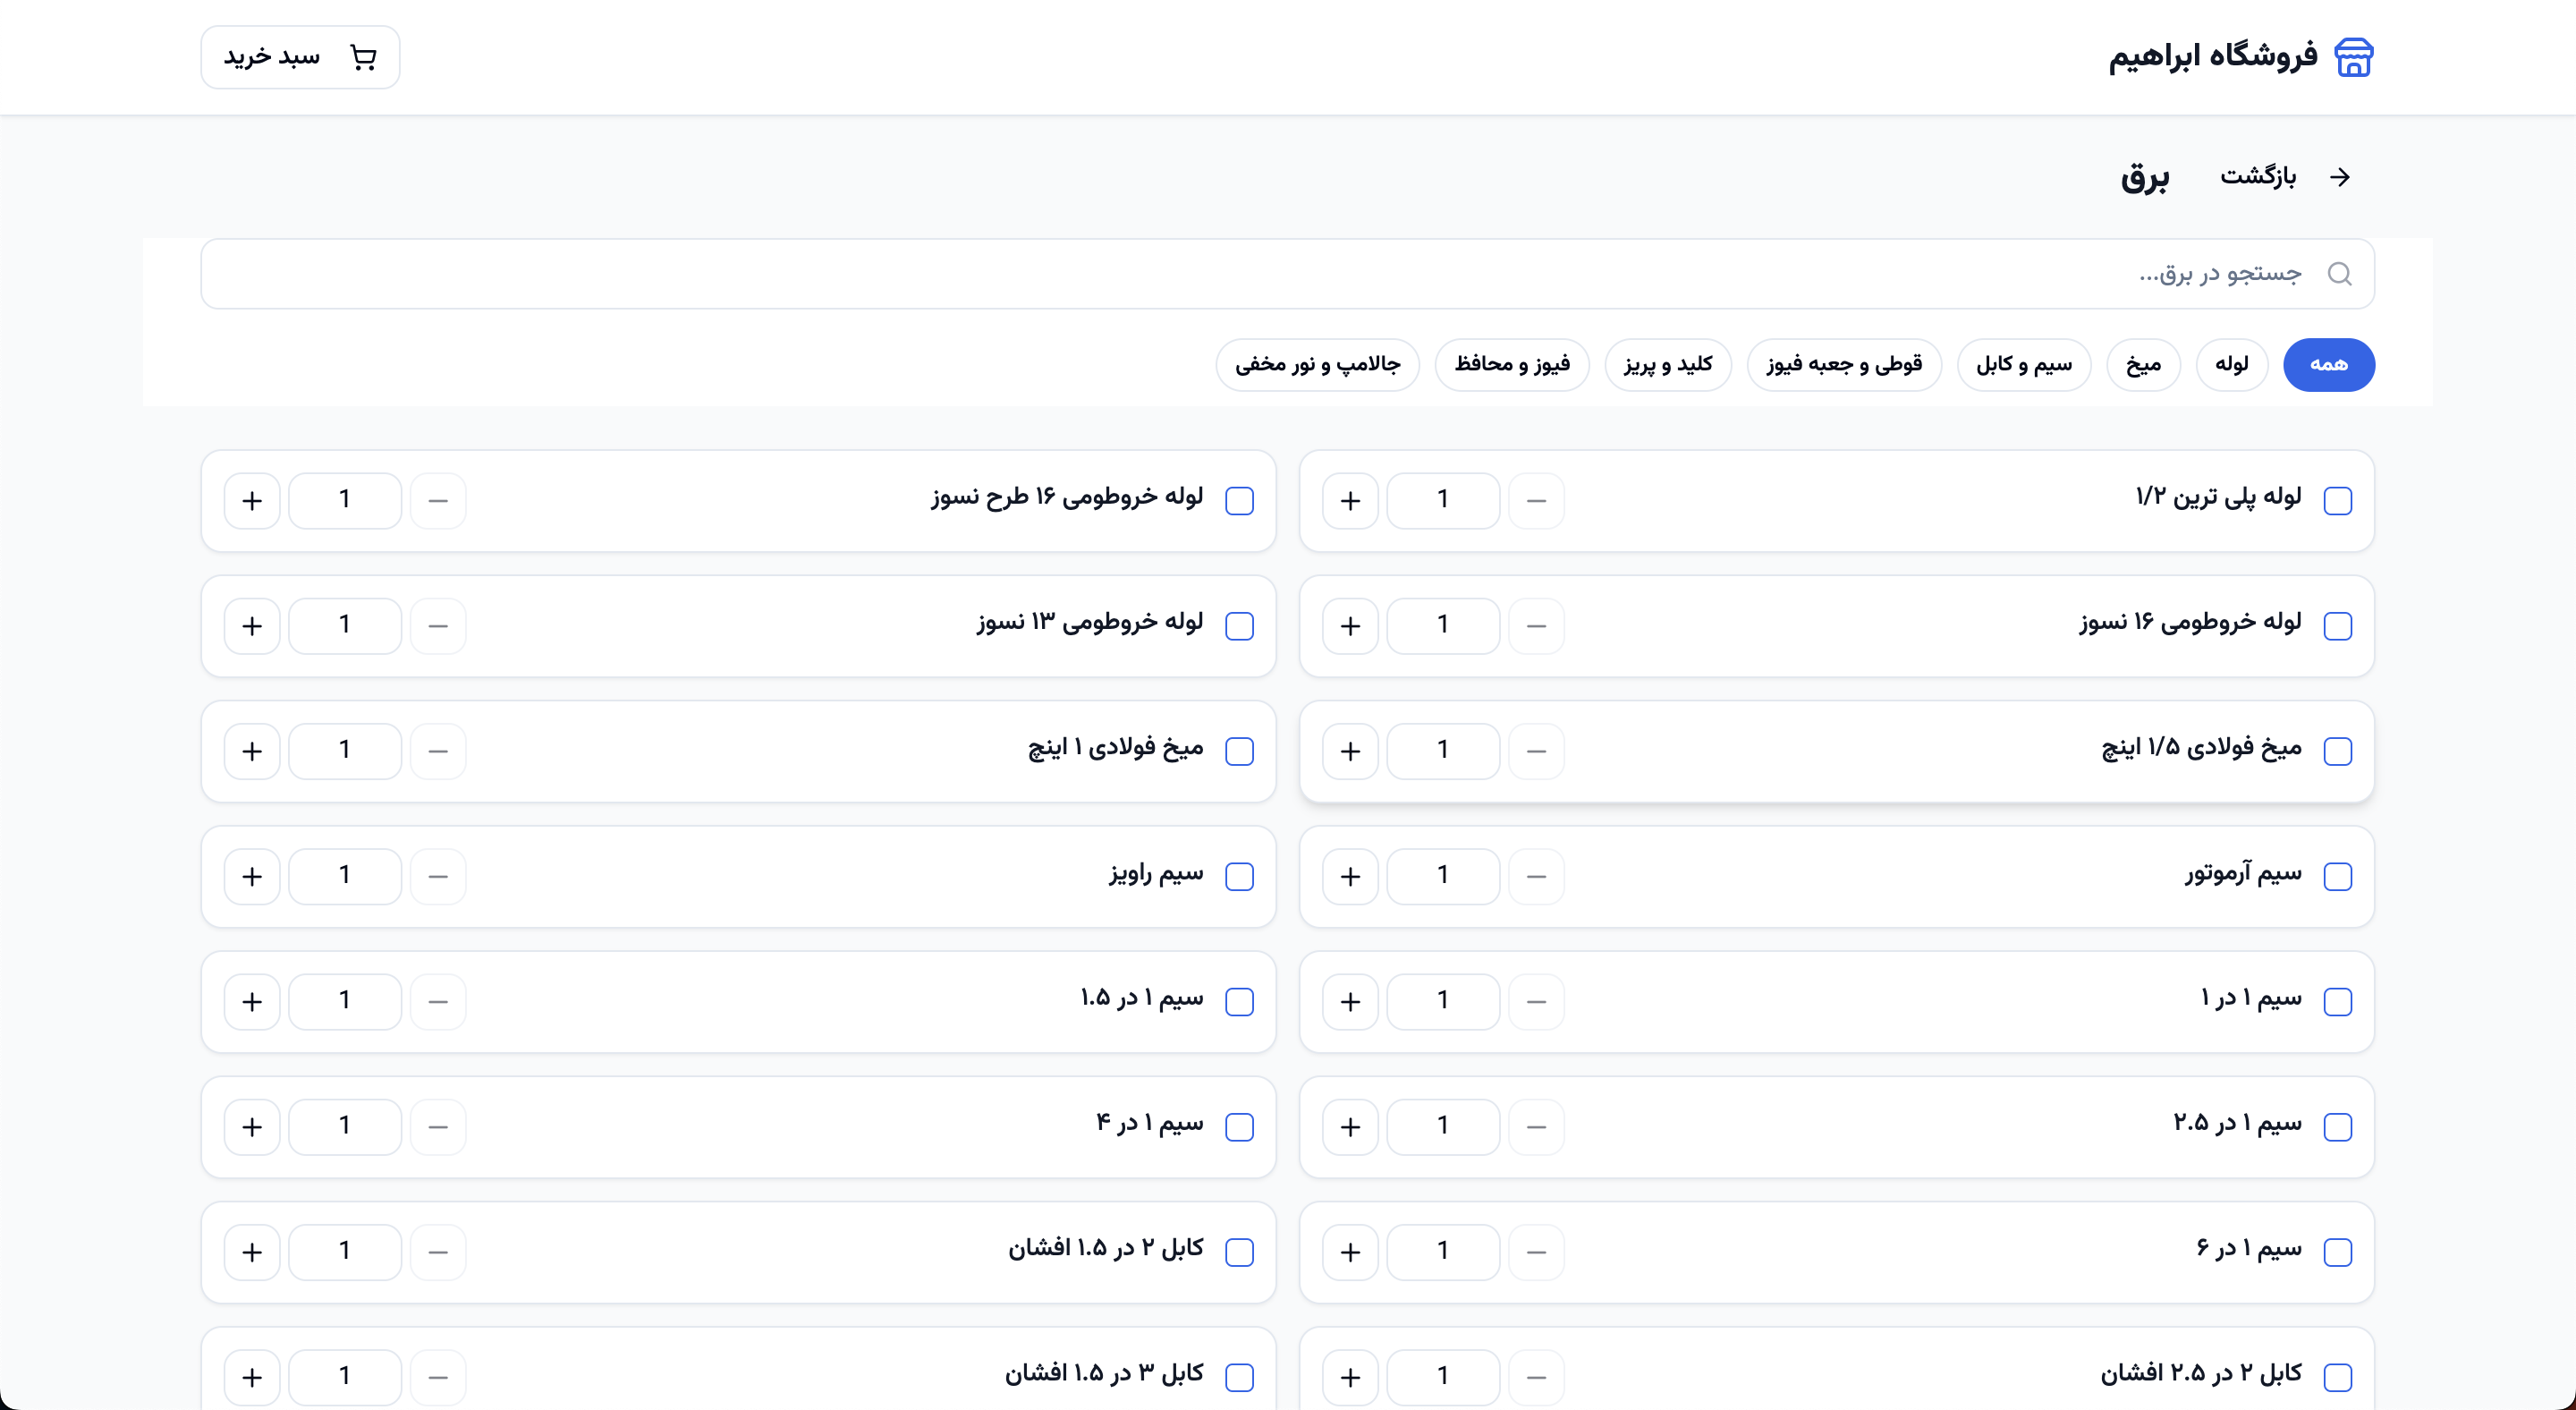 فروشگاه ابراهیم
سبد خرید
بازگشت
برق
جستجو در برق...
همه
لوله
میخ
سیم و کابل
قوطی و جعبه فیوز
کلید و پریز
فیوز و محافظ
جالامپ و نور مخفی
لوله پلی ترین ۱/۲
1
لوله خروطومی ۱۶ طرح نسوز
1
لوله خروطومی ۱۶ نسوز
1
لوله خروطومی ۱۳ نسوز
1
میخ فولادی ۱/۵ اینچ
1
میخ فولادی ۱ اینچ
1
سیم آرموتور
1
سیم راویز
1
سیم ۱ در ۱
1
سیم ۱ در ۱.۵
1
سیم ۱ در ۲.۵
1
سیم ۱ در ۴
1
سیم ۱ در ۶
1
کابل ۲ در ۱.۵ افشان
1
کابل ۲ در ۲.۵ افشان
1
کابل ۳ در ۱.۵ افشان
1